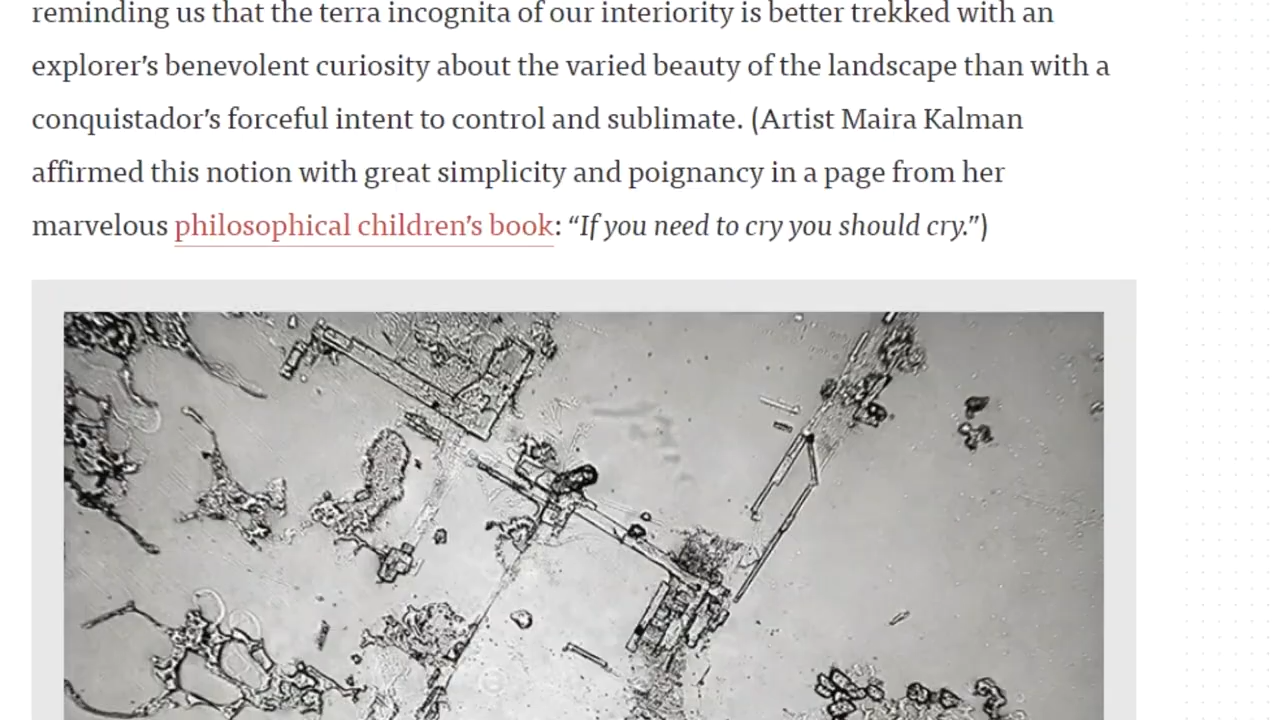 reminding us that the terra incognita of our interiority is better trekked with an
explorer’s benevolent curiosity about the varied beauty of the landscape than with a
conquistador’s forceful intent to control and sublimate. (Artist Maira Kalman
affirmed this notion with great simplicity and poignancy in a page from her
marvelous philosophical children’s book: “If you need to cry you should cry.”)